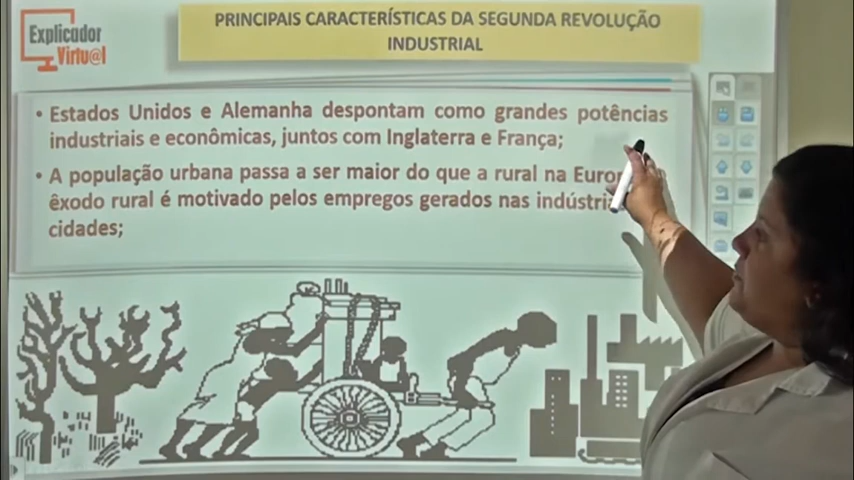 Explicador
Virtu@l
PRINCIPAIS CARACTERÍSTICAS DA SEGUNDA REVOLUÇÃO
INDUSTRIAL
• Estados Unidos e Alemanha despontam como grandes potências
industriais e econômicas, juntos com Inglaterra e França;
• A população urbana passa a ser maior do que a rural na Euro
êxodo rural é motivado pelos empregos gerados nas indústri
cidades;